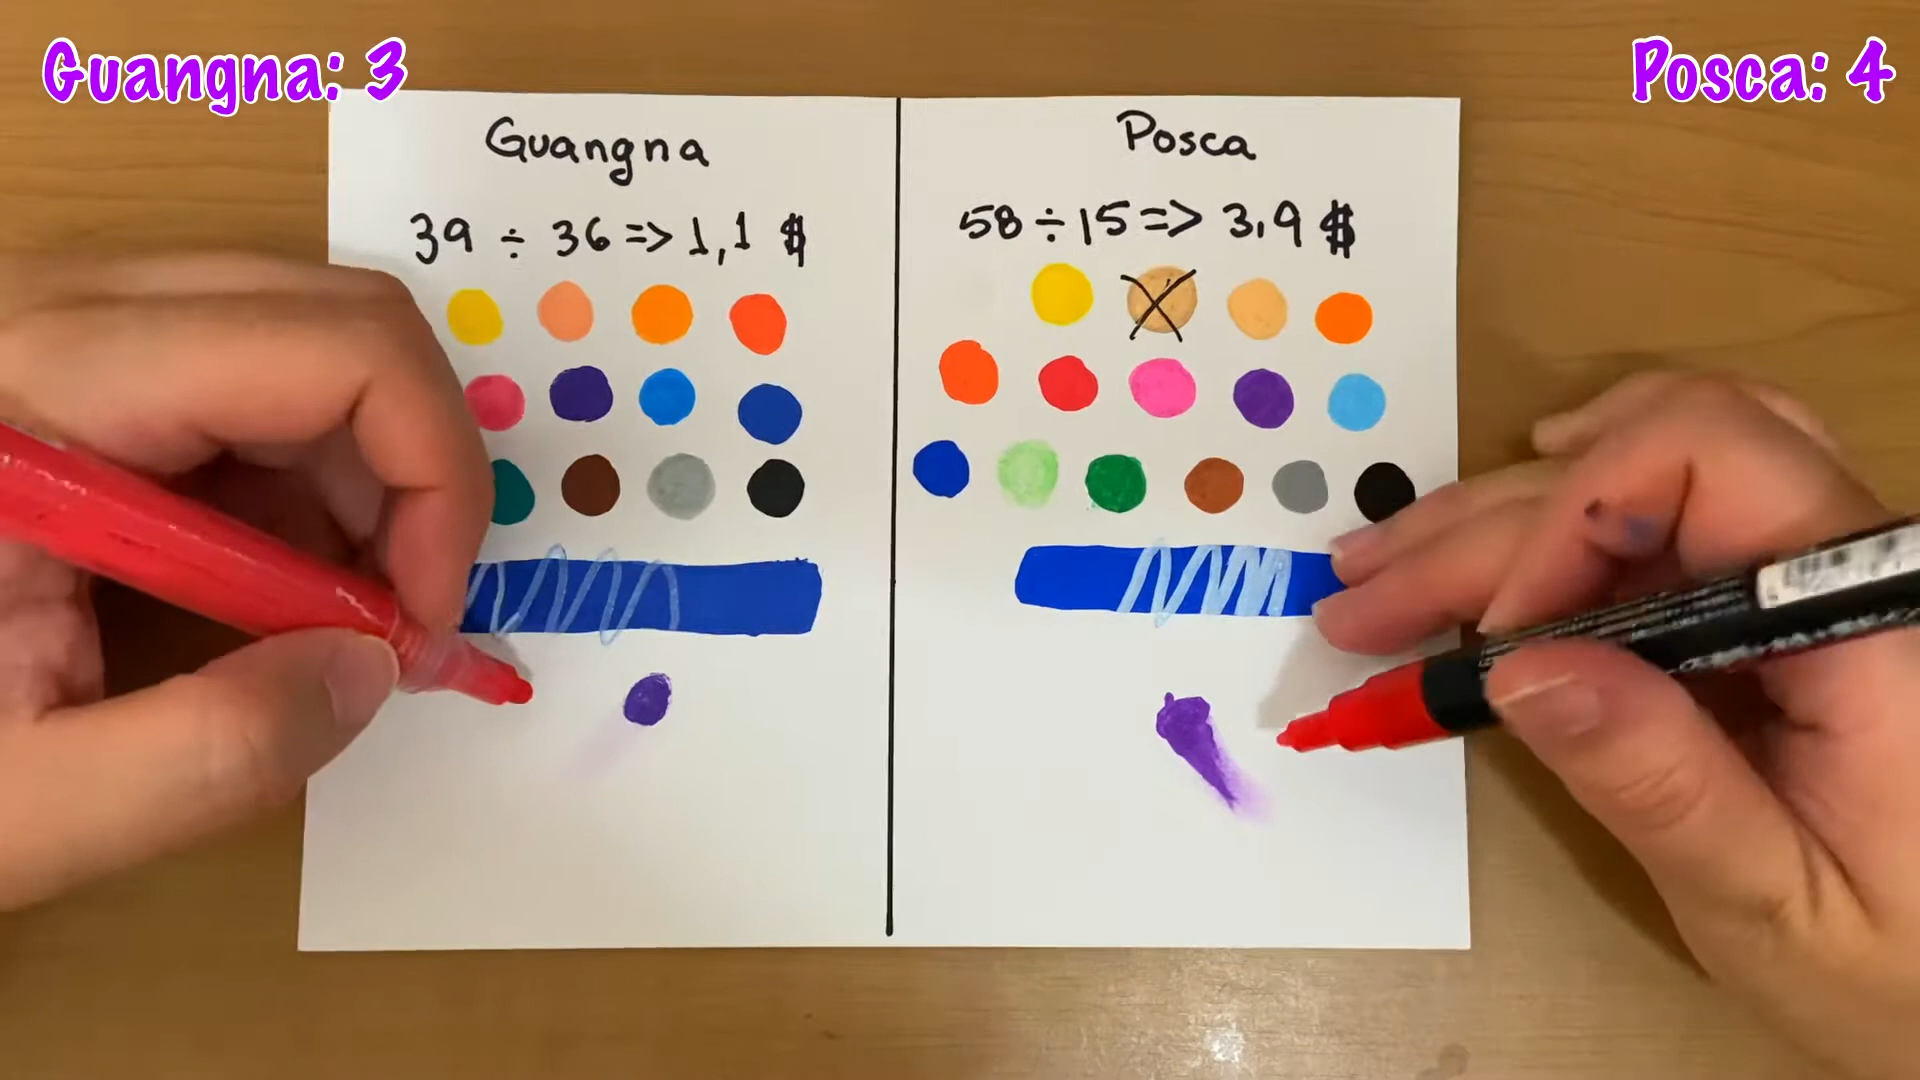 Guangna: 3
Posca: 4
Guangna
39 ÷ 36 => 1,1 $
Posca
58 ÷ 15 => 3,9 $